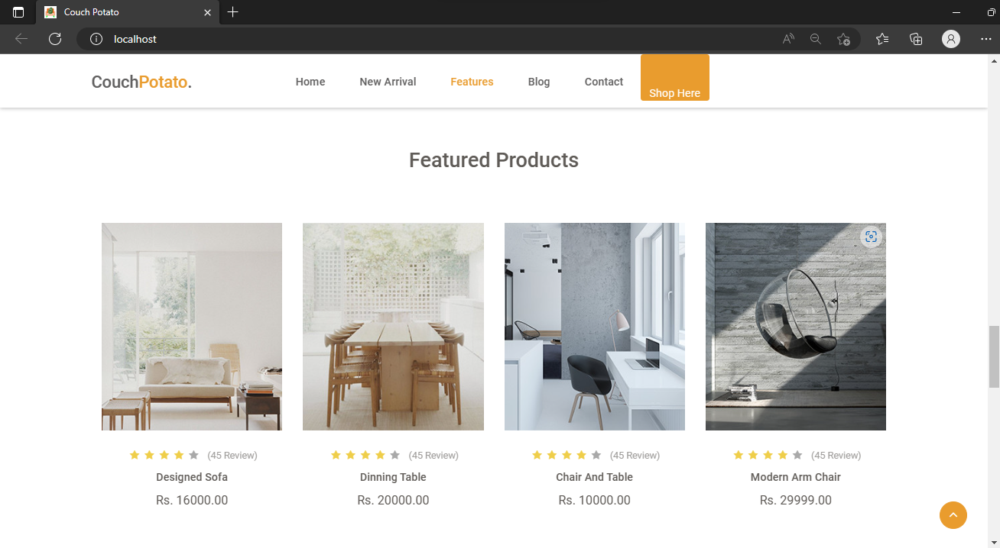 Couch Potato
localhost
CouchPotato.
Home New Arrival Features Blog Contact Shop Here
Featured Products
(45 Review) (45 Review) (45 Review) (45 Review)
Designed Sofa Dinning Table Chair And Table Modern Arm Chair
Rs. 16000.00 Rs. 20000.00 Rs. 10000.00 Rs. 29999.00